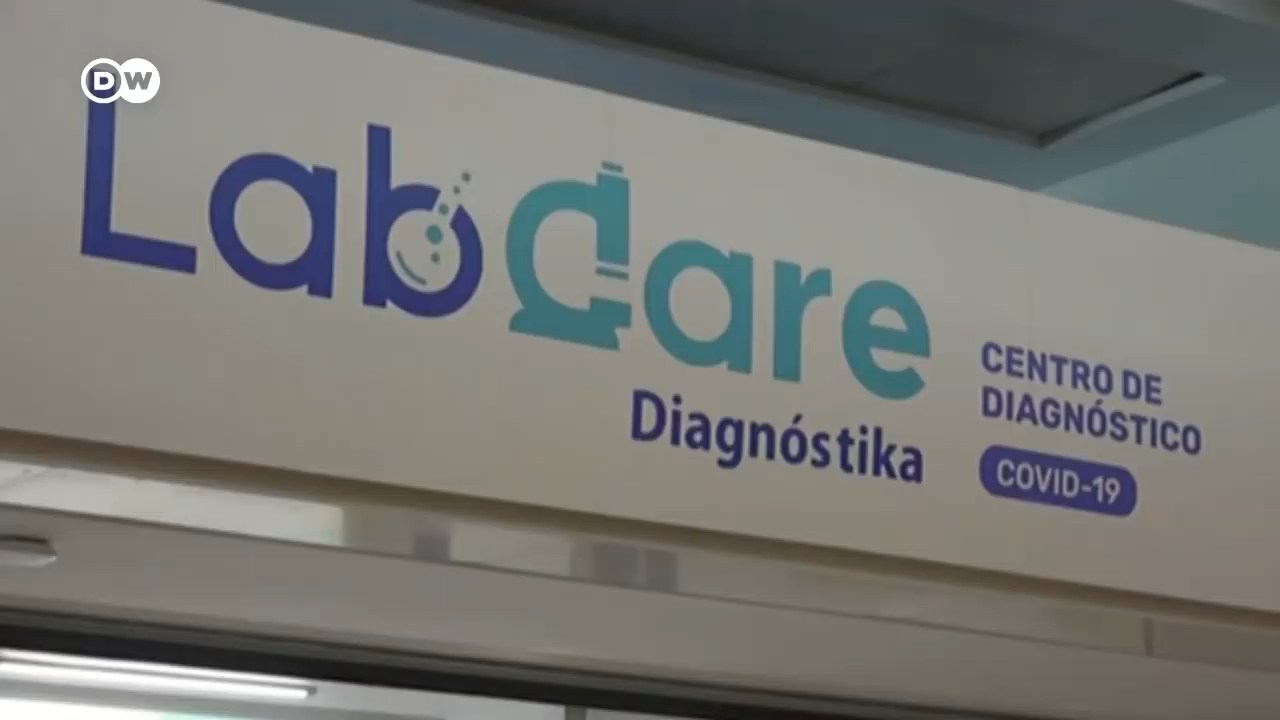 DW
LabCare
Diagnóstika
CENTRO DE
DIAGNÓSTICO
COVID-19